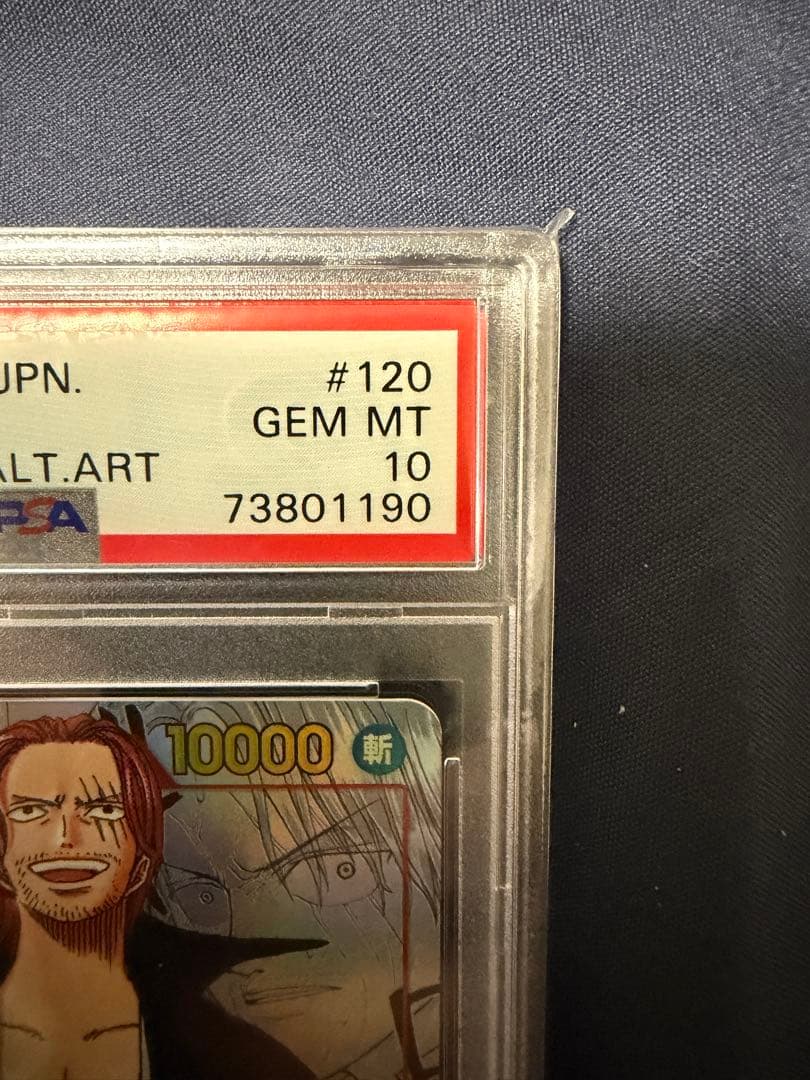 JPN. #120
GEM MT
ALT.ART 10
PSA 73801190
10000 斬